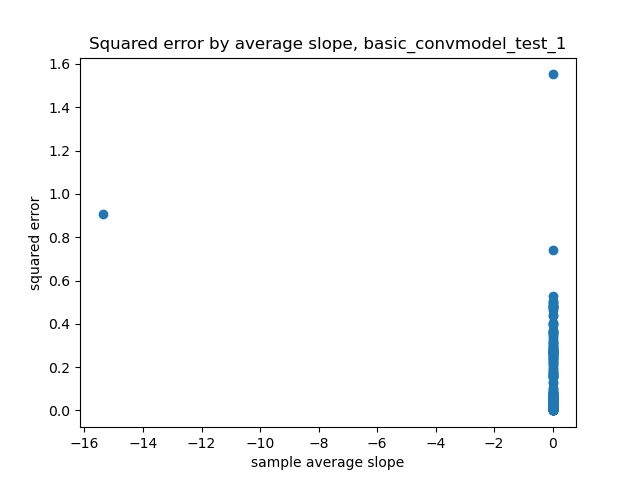 Squared error by average slope, basic_convmodel_test_1
1.6
1.4
1.2
1.0
0.8
0.6
0.4
0.2
0.0
squared error
−16 −14 −12 −10 −8 −6 −4 −2 0
sample average slope